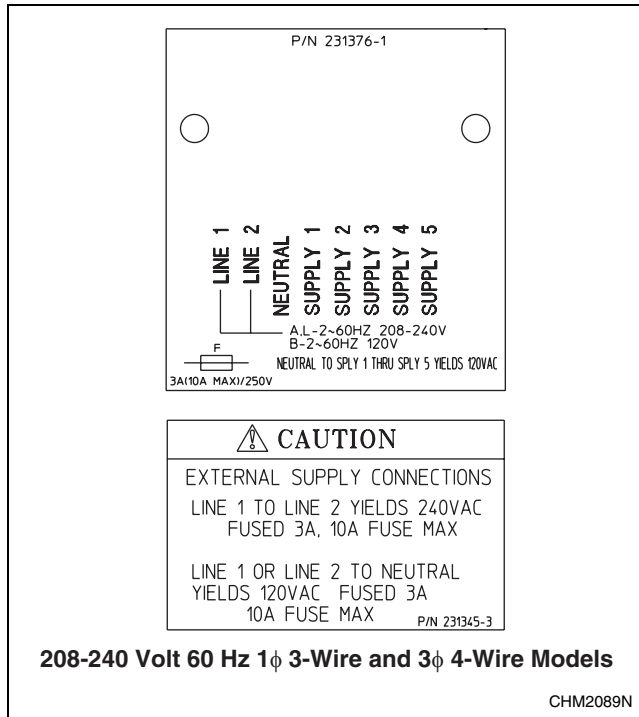 P/N 231376-1
LINE 1
LINE 2
NEUTRAL
SUPPLY 1
SUPPLY 2
SUPPLY 3
SUPPLY 4
SUPPLY 5
A,L-2~60HZ 208-240V
B-2~60HZ 120V
F
NEUTRAL TO SPLY 1 THRU SPLY 5 YIELDS 120VAC
3A(10A MAX)/250V
CAUTION
EXTERNAL SUPPLY CONNECTIONS
LINE 1 TO LINE 2 YIELDS 240VAC
FUSED 3A, 10A FUSE MAX
LINE 1 OR LINE 2 TO NEUTRAL
YIELDS 120VAC FUSED 3A
10A FUSE MAX
P/N 231345-3
208-240 Volt 60 Hz 1ϕ 3-Wire and 3ϕ 4-Wire Models
CHM2089N